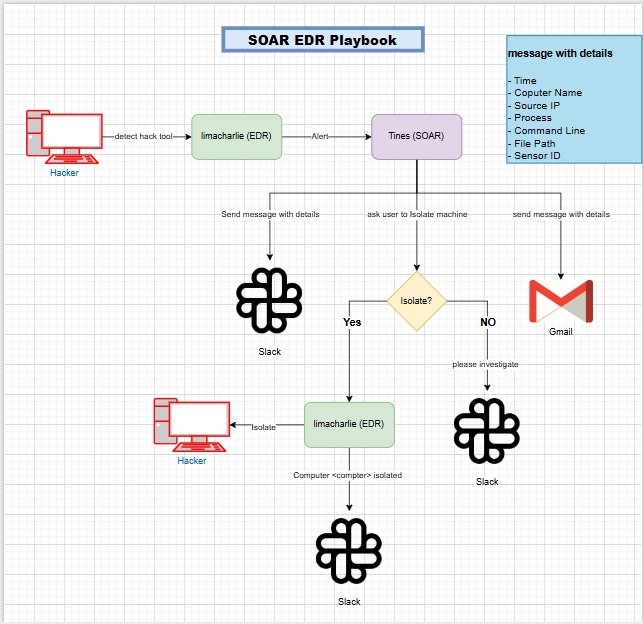 SOAR EDR Playbook
message with details
- Time
- Coputer Name
- Source IP
- Process
- Command Line
- File Path
- Sensor ID
detect hack tool
limacharlie (EDR)
Alert
Tines (SOAR)
Hacker
Send message with details
ask user to Isolate machine
send message with details
Isolate?
Yes
NO
Gmail
Slack
please investigate
Isolate
limacharlie (EDR)
Hacker
Computer <compter> isolated
Slack
Slack